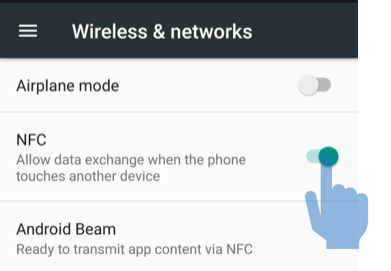 Wireless & networks
Airplane mode
NFC
Allow data exchange when the phone
touches another device
Android Beam
Ready to transmit app content via NFC